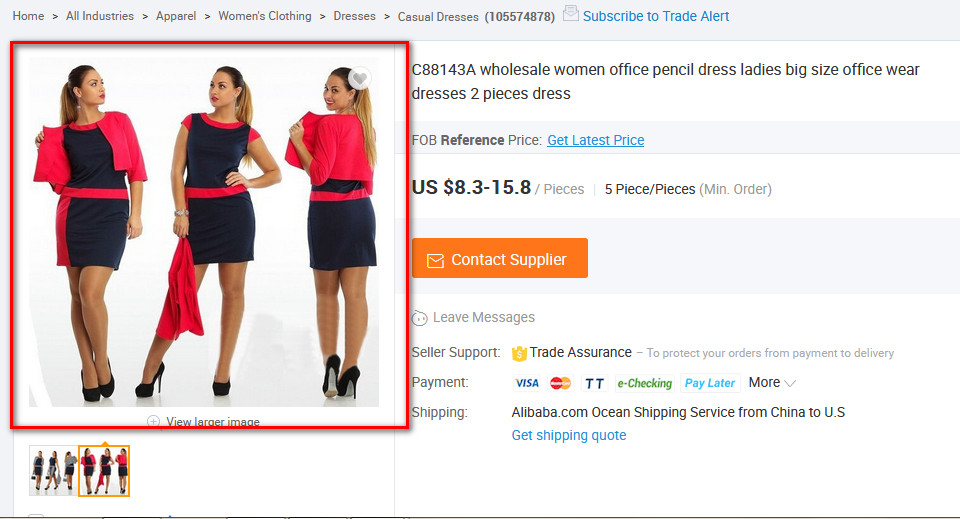 Home > All Industries > Apparel > Women's Clothing > Dresses > Casual Dresses (105574878) Subscribe to Trade Alert
C88143A wholesale women office pencil dress ladies big size office wear
dresses 2 pieces dress
FOB Reference Price: Get Latest Price
US $8.3-15.8 / Pieces | 5 Piece/Pieces (Min. Order)
Contact Supplier
Leave Messages
Seller Support: $ Trade Assurance – To protect your orders from payment to delivery
Payment: VISA MasterCard TT e-Checking Pay Later More
Shipping: Alibaba.com Ocean Shipping Service from China to U.S
Get shipping quote
View larger image